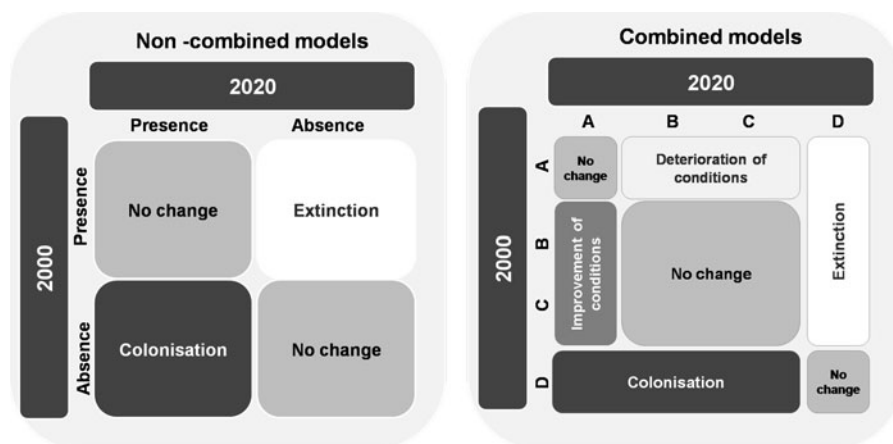 Non -combined models
2020
Presence
Absence
2000
Presence
No change
Extinction
Absence
Colonisation
No change
Combined models
2020
A
B
C
D
2000
A
No
change
Deterioration of
conditions
Extinction
B
C
Improvement of
conditions
No change
D
Colonisation
No
change